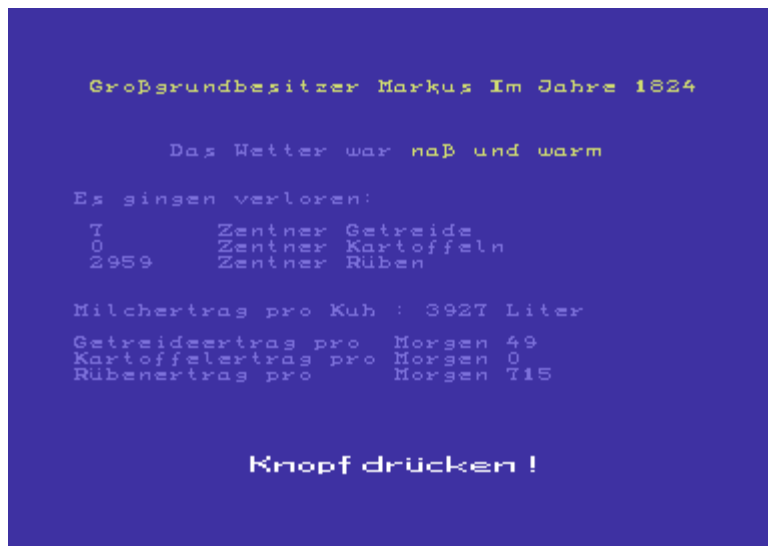 Großgrundbesitzer Markus Im Jahre 1824
Das Wetter war naß und warm
Es gingen verloren:
7 Zentner Getreide
0 Zentner Kartoffeln
2959 Zentner Rüben
Milchertrag pro Kuh : 3927 Liter
Getreideertrag pro Morgen 49
Kartoffelertrag pro Morgen 0
Rübenertrag pro Morgen 715
Knopf drücken !